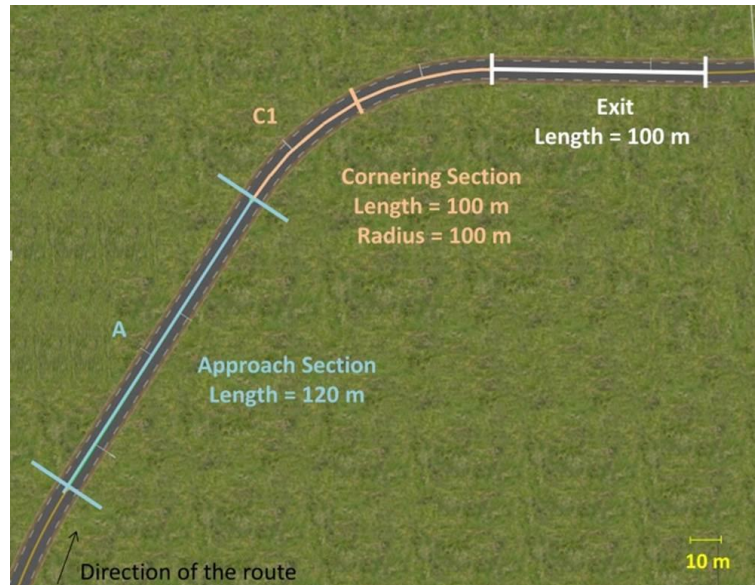 C1
Exit
Length = 100 m
Cornering Section
Length = 100 m
Radius = 100 m
A
Approach Section
Length = 120 m
10 m
Direction of the route